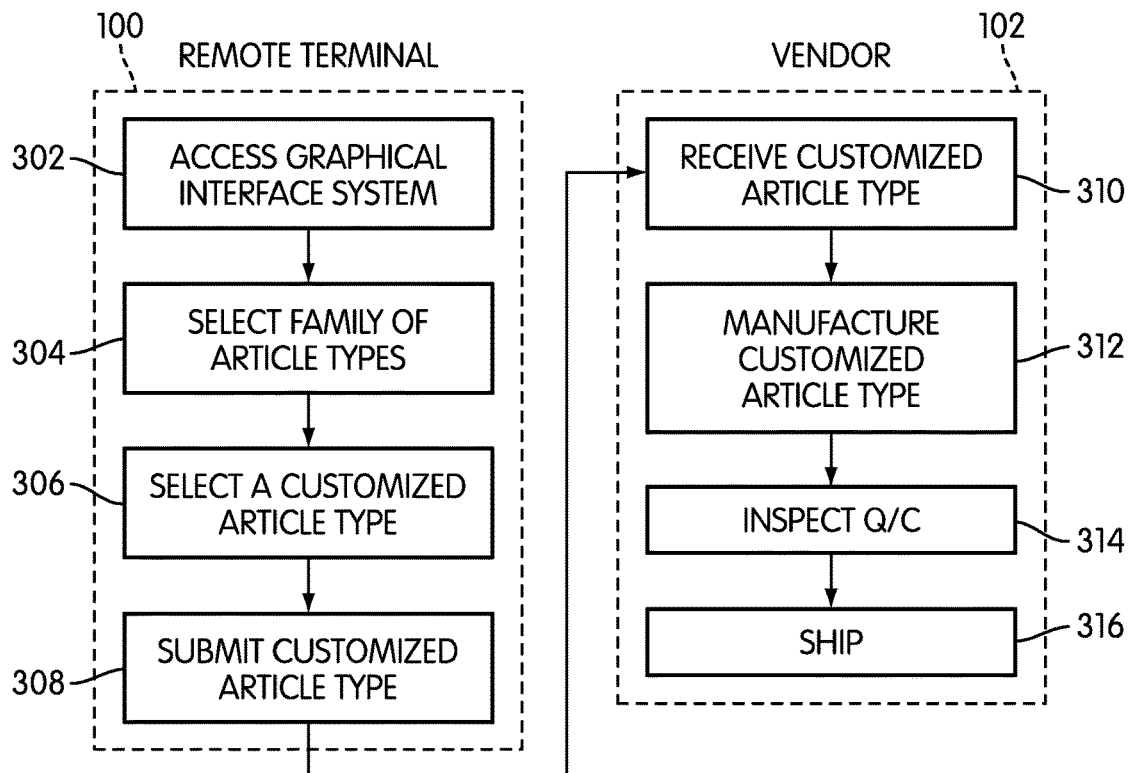 100
REMOTE TERMINAL
302
ACCESS GRAPHICAL
INTERFACE SYSTEM
304
SELECT FAMILY OF
ARTICLE TYPES
306
SELECT A CUSTOMIZED
ARTICLE TYPE
308
SUBMIT CUSTOMIZED
ARTICLE TYPE
VENDOR
102
RECEIVE CUSTOMIZED
ARTICLE TYPE
310
MANUFACTURE
CUSTOMIZED
ARTICLE TYPE
312
INSPECT Q/C
314
SHIP
316